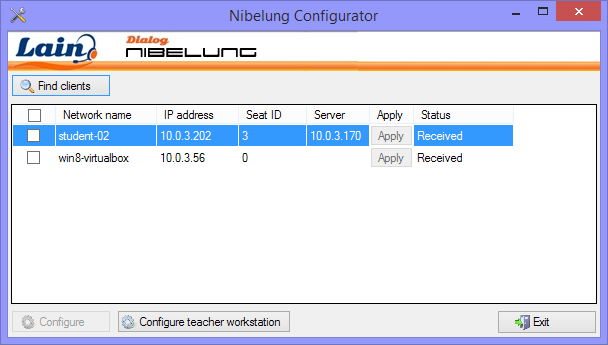 Nibelung Configurator
Lain Dialog NIBELUNG
Find clients
Network name IP address Seat ID Server Apply Status
student-02 10.0.3.202 3 10.0.3.170 Apply Received
win8-virtualbox 10.0.3.56 0 Apply Received
Configure Configure teacher workstation Exit